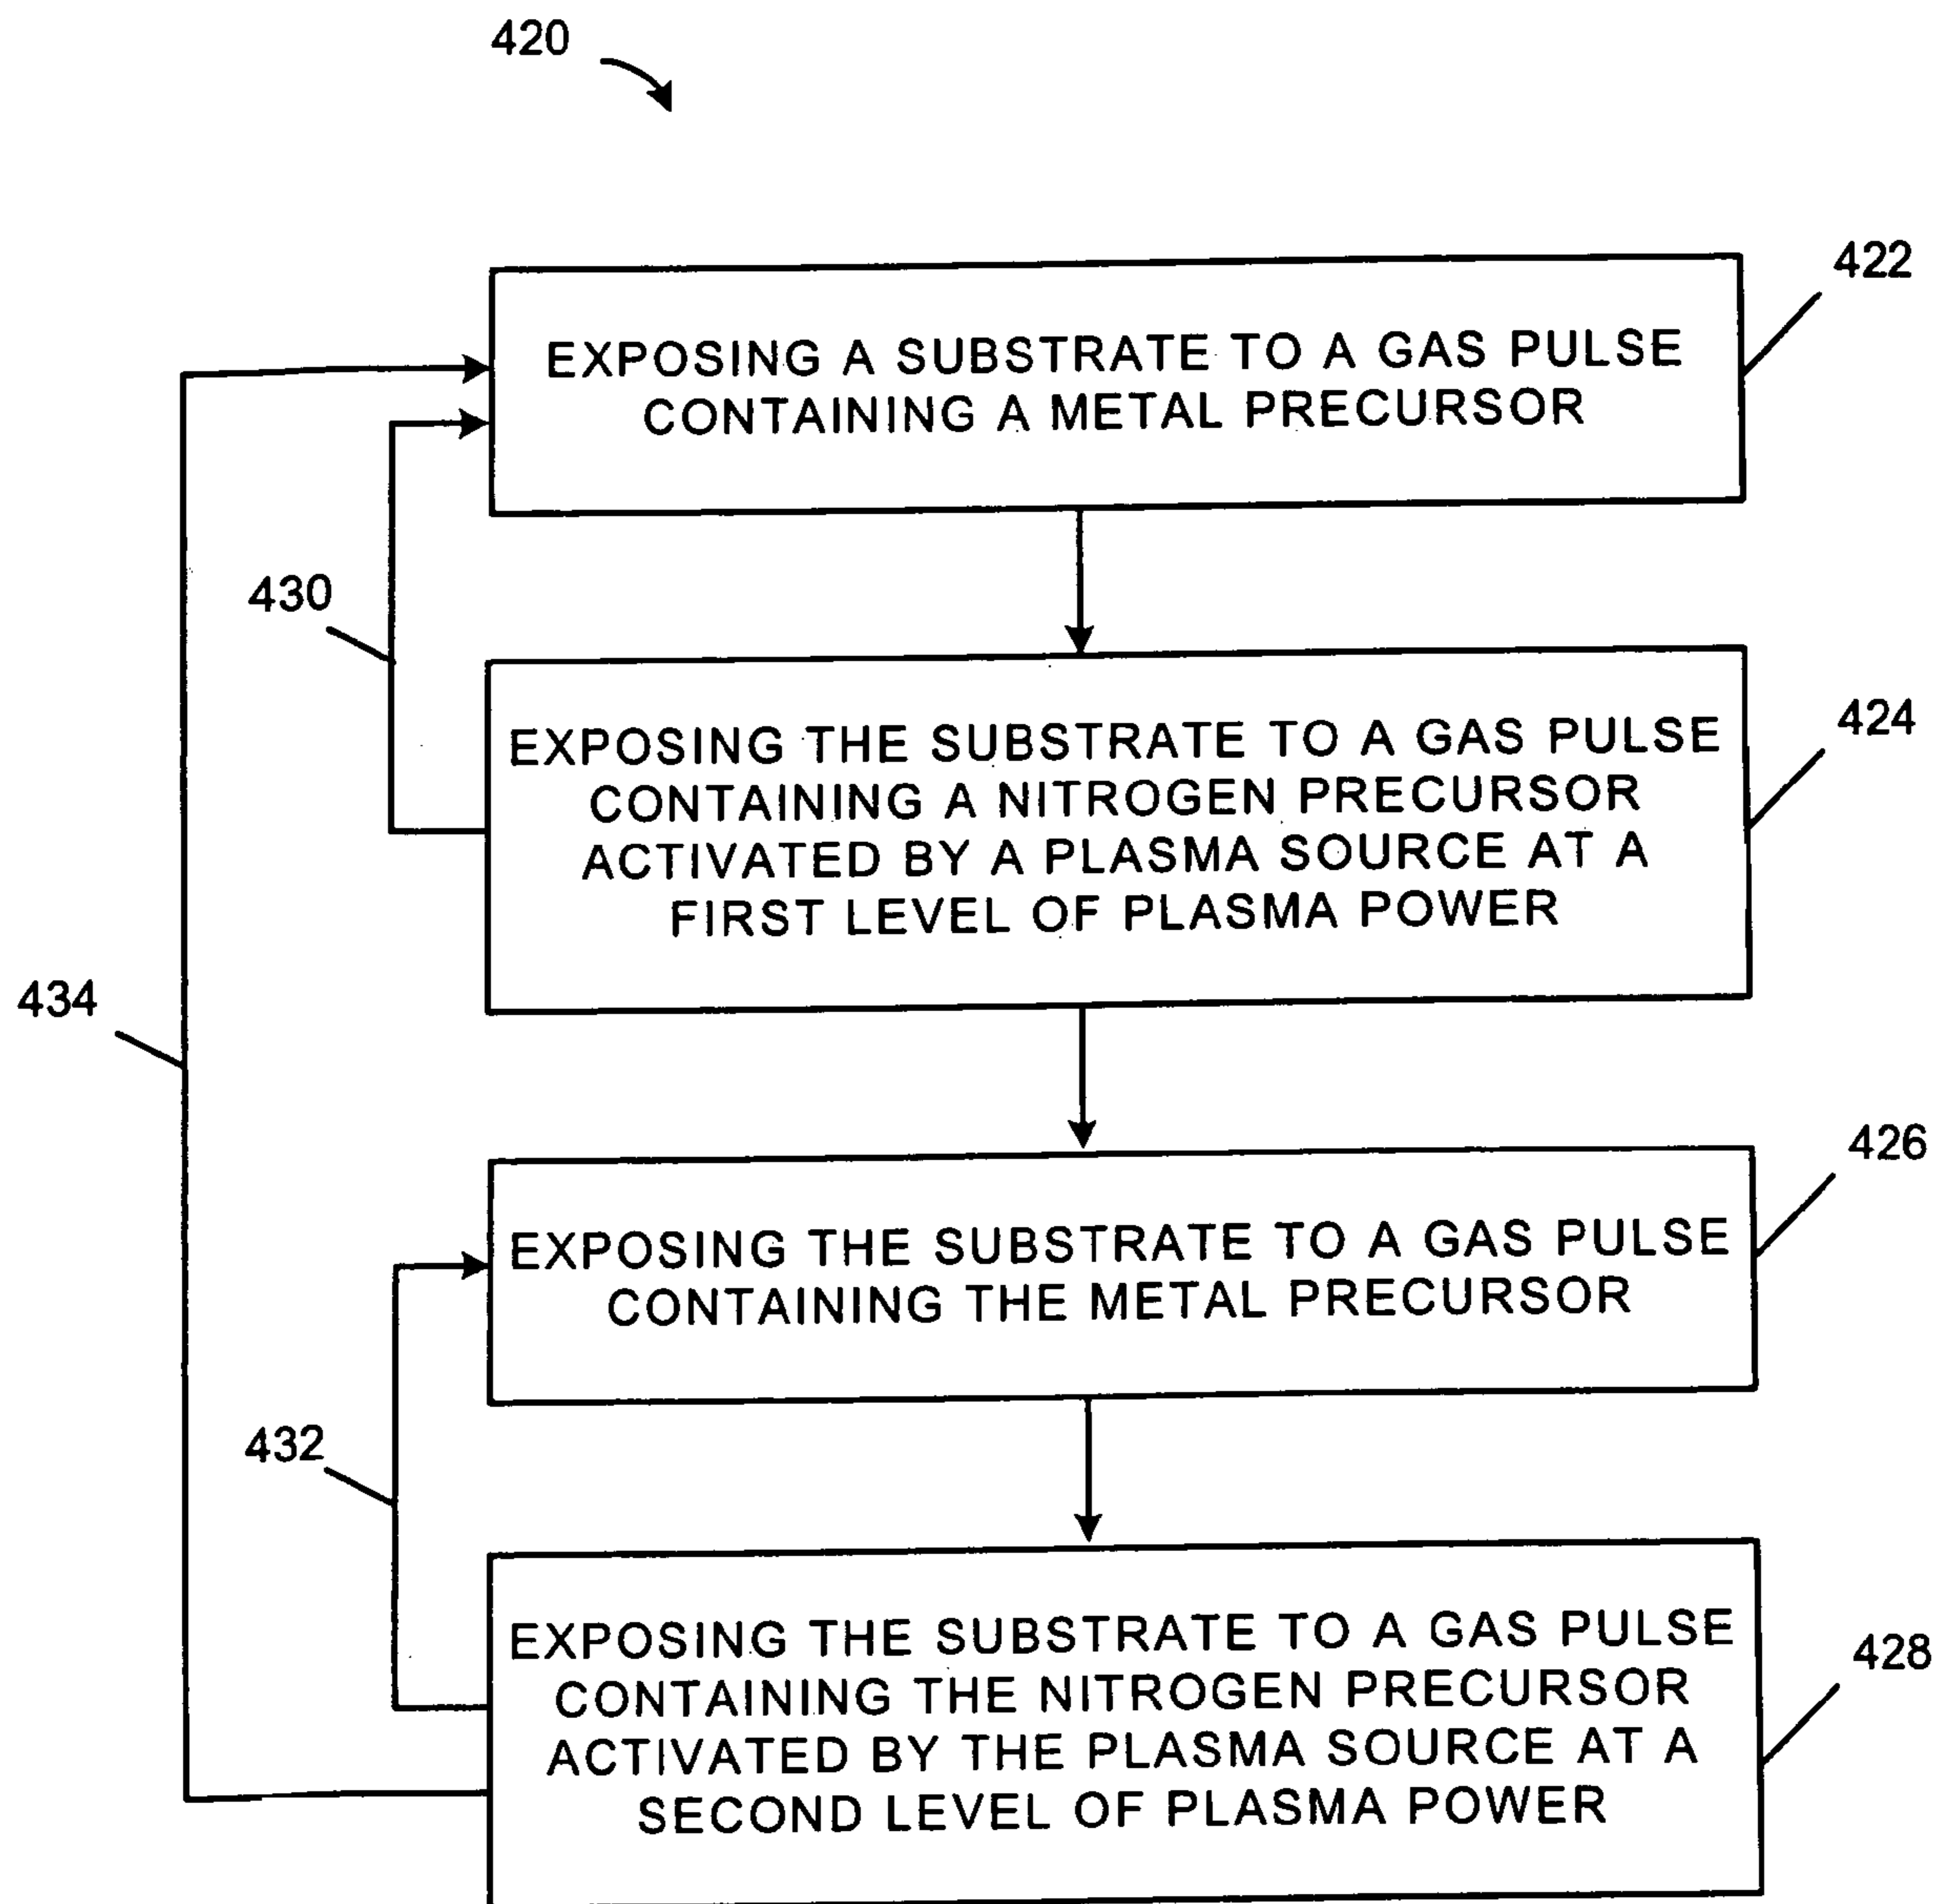 420
422
EXPOSING A SUBSTRATE TO A GAS PULSE
CONTAINING A METAL PRECURSOR
430
424
EXPOSING THE SUBSTRATE TO A GAS PULSE
CONTAINING A NITROGEN PRECURSOR
ACTIVATED BY A PLASMA SOURCE AT A
FIRST LEVEL OF PLASMA POWER
434
426
EXPOSING THE SUBSTRATE TO A GAS PULSE
CONTAINING THE METAL PRECURSOR
432
428
EXPOSING THE SUBSTRATE TO A GAS PULSE
CONTAINING THE NITROGEN PRECURSOR
ACTIVATED BY THE PLASMA SOURCE AT A
SECOND LEVEL OF PLASMA POWER